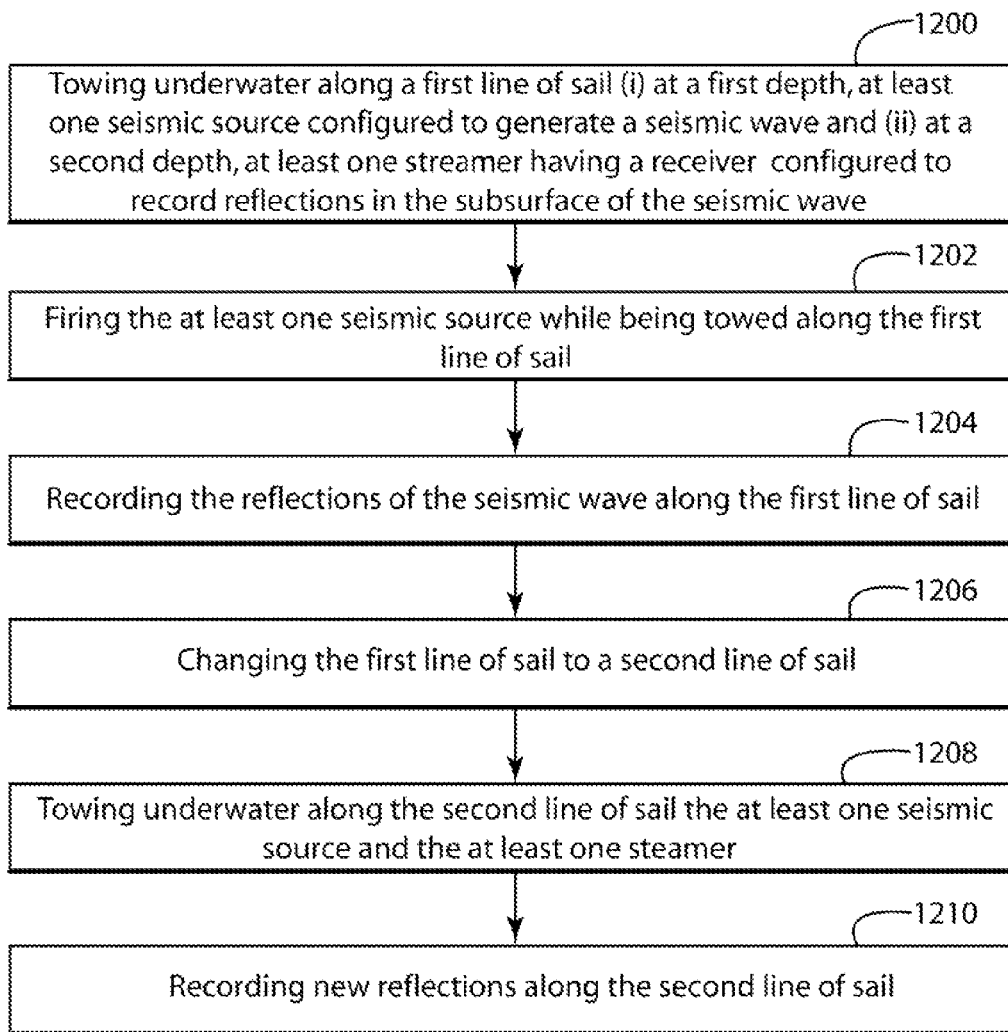 1200
Towing underwater along a first line of sail (i) at a first depth, at least
one seismic source configured to generate a seismic wave and (ii) at a
second depth, at least one streamer having a receiver configured to
record reflections in the subsurface of the seismic wave
1202
Firing the at least one seismic source while being towed along the first
line of sail
1204
Recording the reflections of the seismic wave along the first line of sail
1206
Changing the first line of sail to a second line of sail
1208
Towing underwater along the second line of sail the at least one seismic
source and the at least one steamer
1210
Recording new reflections along the second line of sail